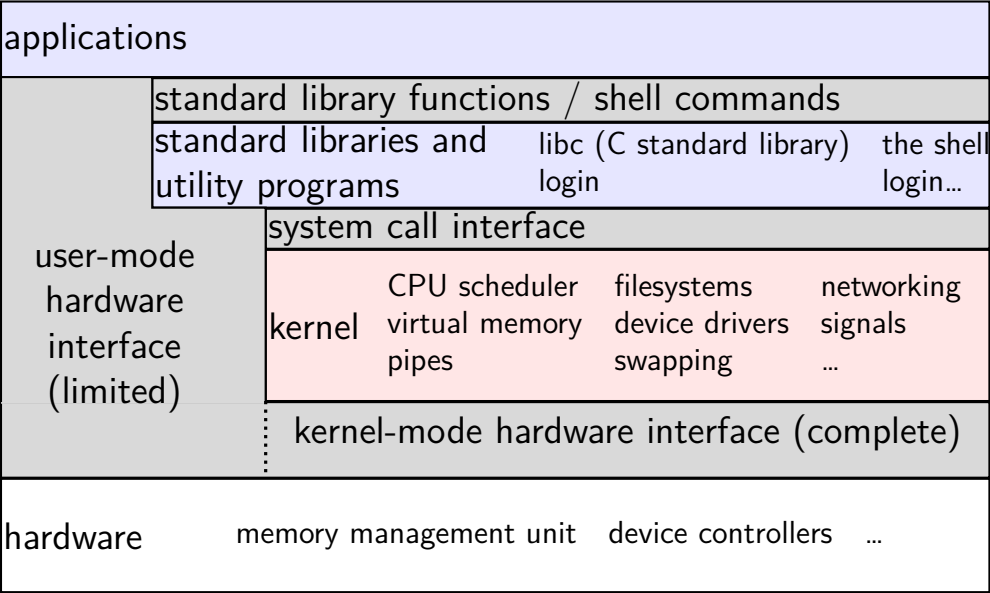 applications
standard library functions / shell commands
standard libraries and
utility programs
libc (C standard library)
login
the shell
login…
system call interface
user-mode
hardware
interface
(limited)
kernel
CPU scheduler
virtual memory
pipes
filesystems
device drivers
swapping
networking
signals
…
kernel-mode hardware interface (complete)
hardware
memory management unit
device controllers
…